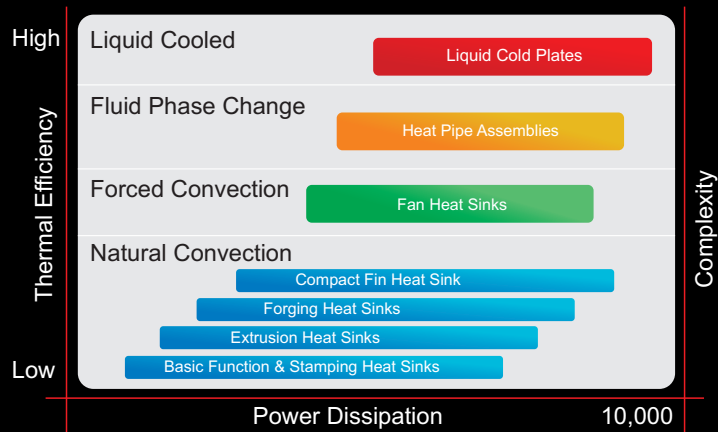 High
Liquid Cooled
Liquid Cold Plates
Fluid Phase Change
Heat Pipe Assemblies
Thermal Efficiency
Forced Convection
Fan Heat Sinks
Complexity
Natural Convection
Compact Fin Heat Sink
Forging Heat Sinks
Extrusion Heat Sinks
Basic Function & Stamping Heat Sinks
Low
Power Dissipation
10,000